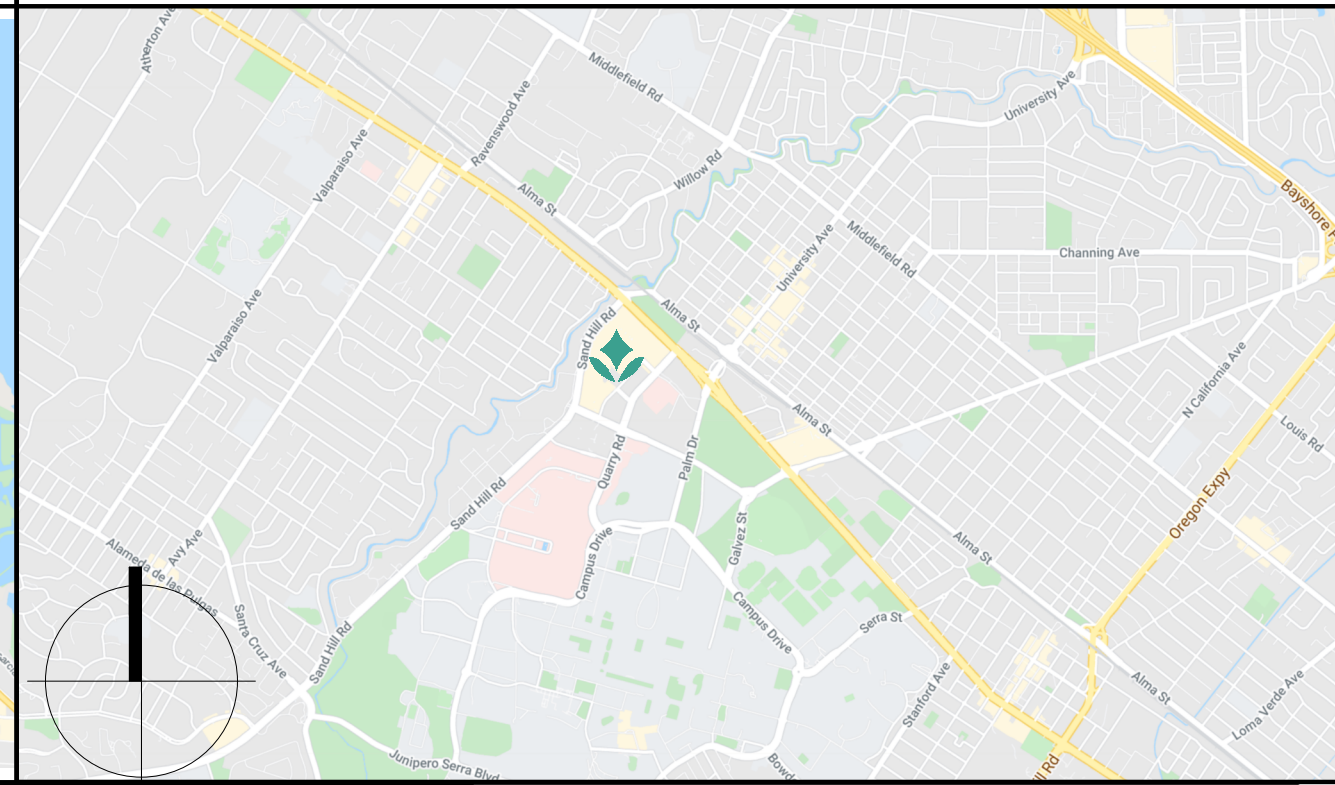 Atherton Ave
Middlefield Rd
University Ave
Ravenswood Ave
Valparaiso Ave
Willow Rd
Alma St
Bayshore F
University Ave
Middlefield Rd
Channing Ave
Valparaiso Ave
Sand Hill Rd
Alma St
N California Ave
Alma St
Louis Rd
Quarry Rd
Palm Dr
Sand Hill Rd
Oregon Expy
Galvez St
Alameda de las Pulgas
Avy Ave
Campus Drive
Alma St
Santa Cruz Ave
Sand Hill Rd
Campus Drive
Serra St
Stanford Ave
Alma St
Loma Verde Ave
Junipero Serra Blvd
Bowd
ll Rd